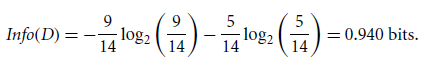 Info(D) = −9/14 log₂(9/14) − 5/14 log₂(5/14) = 0.940 bits.